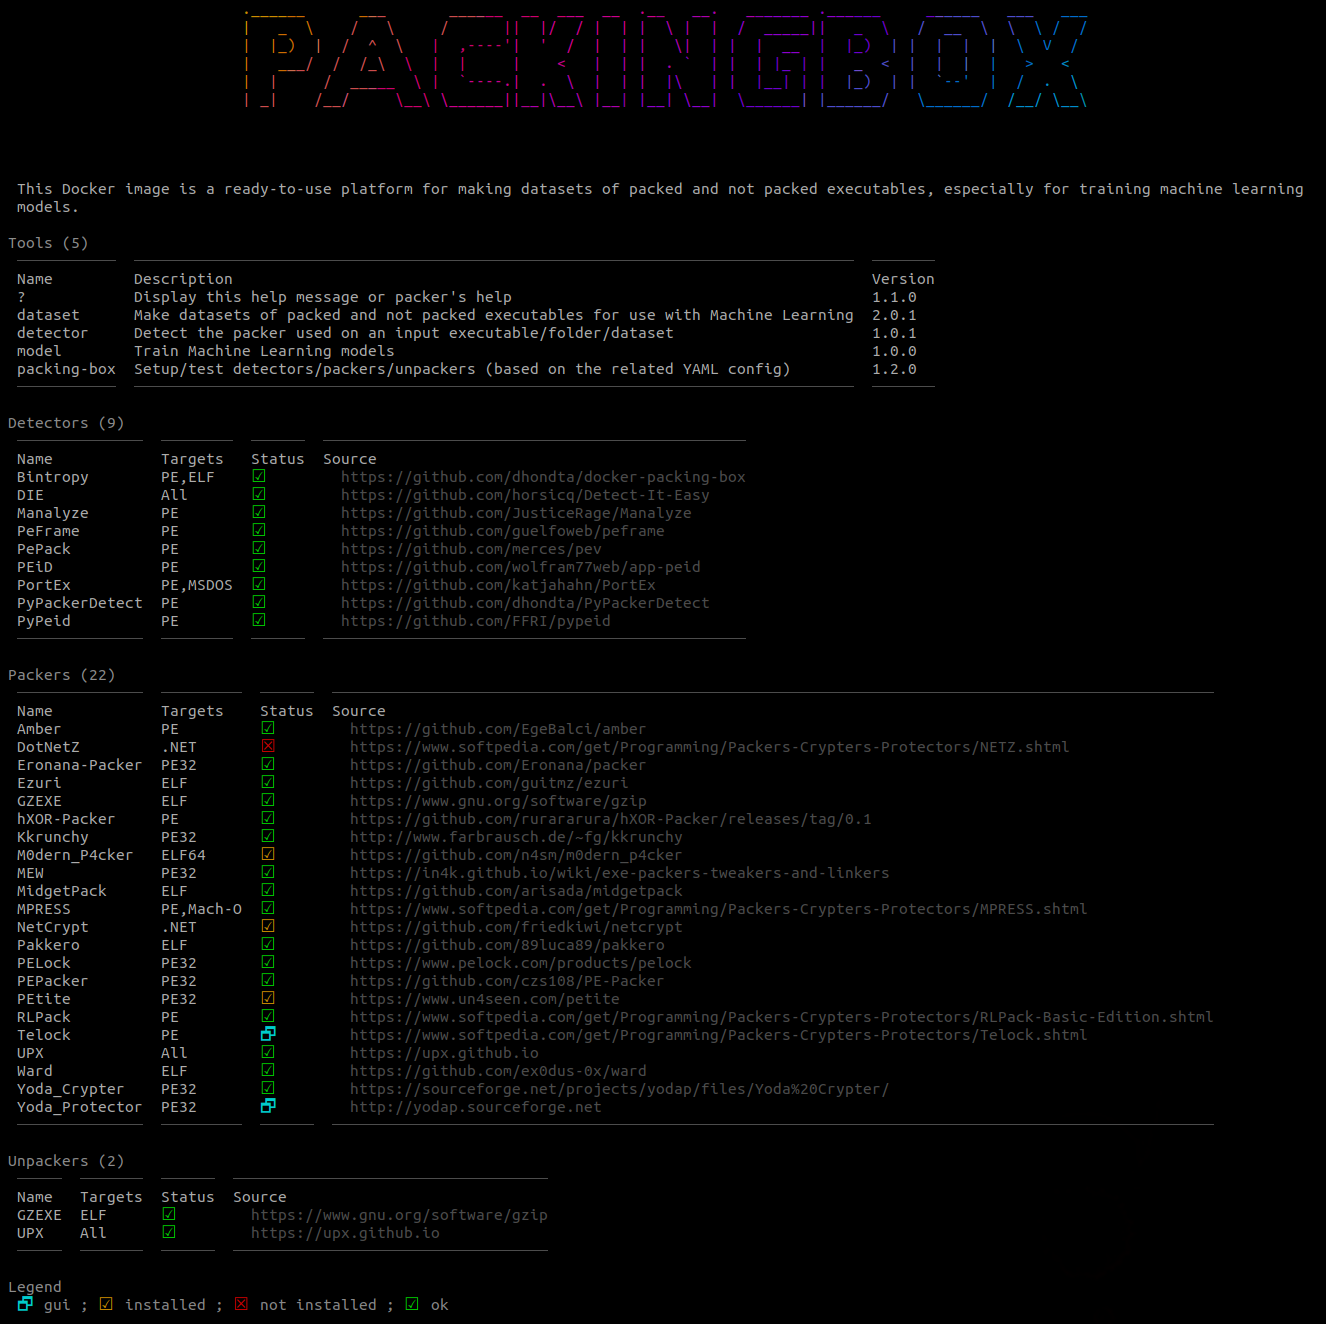 PACKINGBOX
This Docker image is a ready-to-use platform for making datasets of packed and not packed executables, especially for training machine learning
models.
Tools (5)
Name Description Version
? Display this help message or packer's help 1.1.0
dataset Make datasets of packed and not packed executables for use with Machine Learning 2.0.1
detector Detect the packer used on an input executable/folder/dataset 1.0.1
model Train Machine Learning models 1.0.0
packing-box Setup/test detectors/packers/unpackers (based on the related YAML config) 1.2.0
Detectors (9)
Name Targets Status Source
Bintropy PE,ELF ☑ https://github.com/dhondta/docker-packing-box
DIE All ☑ https://github.com/horsicq/Detect-It-Easy
Manalyze PE ☑ https://github.com/JusticeRage/Manalyze
PeFrame PE ☑ https://github.com/guelfoweb/peframe
PePack PE ☑ https://github.com/merces/pev
PEiD PE ☑ https://github.com/wolfram77web/app-peid
PortEx PE,MSDOS ☑ https://github.com/katjahahn/PortEx
PyPackerDetect PE ☑ https://github.com/dhondta/PyPackerDetect
PyPeid PE ☑ https://github.com/FFRI/pypeid
Packers (22)
Name Targets Status Source
Amber PE ☑ https://github.com/EgeBalci/amber
DotNetZ .NET ☒ https://www.softpedia.com/get/Programming/Packers-Crypters-Protectors/NETZ.shtml
Eronana-Packer PE32 ☑ https://github.com/Eronana/packer
Ezuri ELF ☑ https://github.com/guitmz/ezuri
GZEXE ELF ☑ https://www.gnu.org/software/gzip
hXOR-Packer PE ☑ https://github.com/rurararura/hXOR-Packer/releases/tag/0.1
Kkrunchy PE32 ☑ http://www.farbrausch.de/~fg/kkrunchy
M0dern_P4cker ELF64 ☑ https://github.com/n4sm/m0dern_p4cker
MEW PE32 ☑ https://in4k.github.io/wiki/exe-packers-tweakers-and-linkers
MidgetPack ELF ☑ https://github.com/arisada/midgetpack
MPRESS PE,Mach-O ☑ https://www.softpedia.com/get/Programming/Packers-Crypters-Protectors/MPRESS.shtml
NetCrypt .NET ☑ https://github.com/friedkiwi/netcrypt
Pakkero ELF ☑ https://github.com/89luca89/pakkero
PELock PE32 ☑ https://www.pelock.com/products/pelock
PEPacker PE32 ☑ https://github.com/czs108/PE-Packer
PEtite PE32 ☑ https://www.un4seen.com/petite
RLPack PE ☑ https://www.softpedia.com/get/Programming/Packers-Crypters-Protectors/RLPack-Basic-Edition.shtml
Telock PE 🗗 https://www.softpedia.com/get/Programming/Packers-Crypters-Protectors/Telock.shtml
UPX All ☑ https://upx.github.io
Ward ELF ☑ https://github.com/ex0dus-0x/ward
Yoda_Crypter PE32 ☑ https://sourceforge.net/projects/yodap/files/Yoda%20Crypter/
Yoda_Protector PE32 🗗 http://yodap.sourceforge.net
Unpackers (2)
Name Targets Status Source
GZEXE ELF ☑ https://www.gnu.org/software/gzip
UPX All ☑ https://upx.github.io
Legend
🗗 gui ; ☑ installed ; ☒ not installed ; ☑ ok